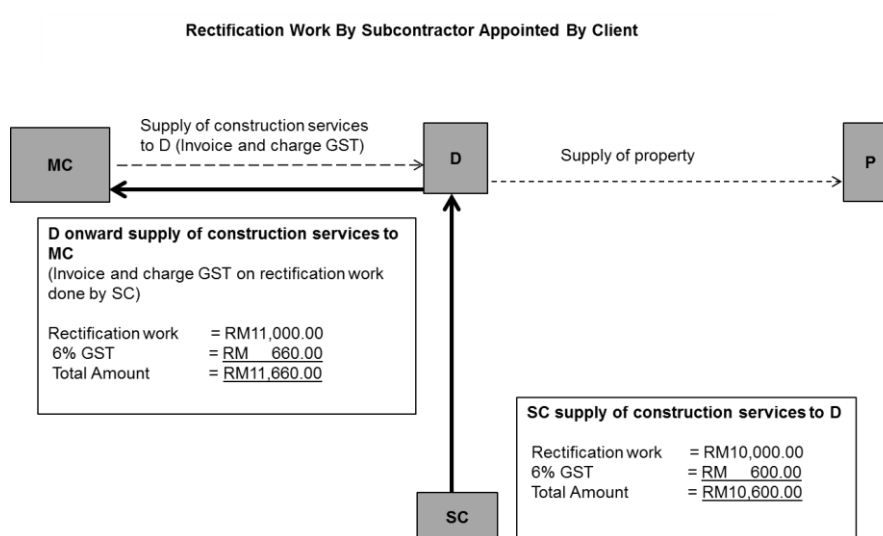 Rectification Work By Subcontractor Appointed By Client
Supply of construction services
to D (Invoice and charge GST)
MC
D
Supply of property
P
D onward supply of construction services to
MC
(Invoice and charge GST on rectification work
done by SC)
Rectification work = RM11,000.00
6% GST = RM 660.00
Total Amount = RM11,660.00
SC supply of construction services to D
Rectification work = RM10,000.00
6% GST = RM 600.00
Total Amount = RM10,600.00
SC